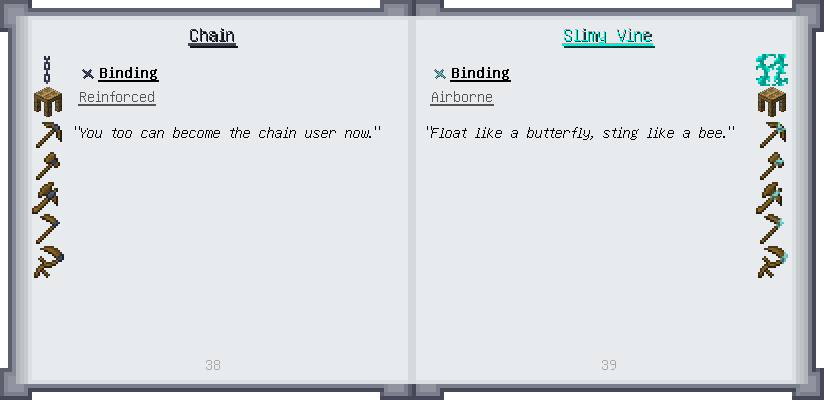 Chain
Binding
Reinforced
"You too can become the chain user now."
38
Slimy Vine
Binding
Airborne
"Float like a butterfly, sting like a bee."
39